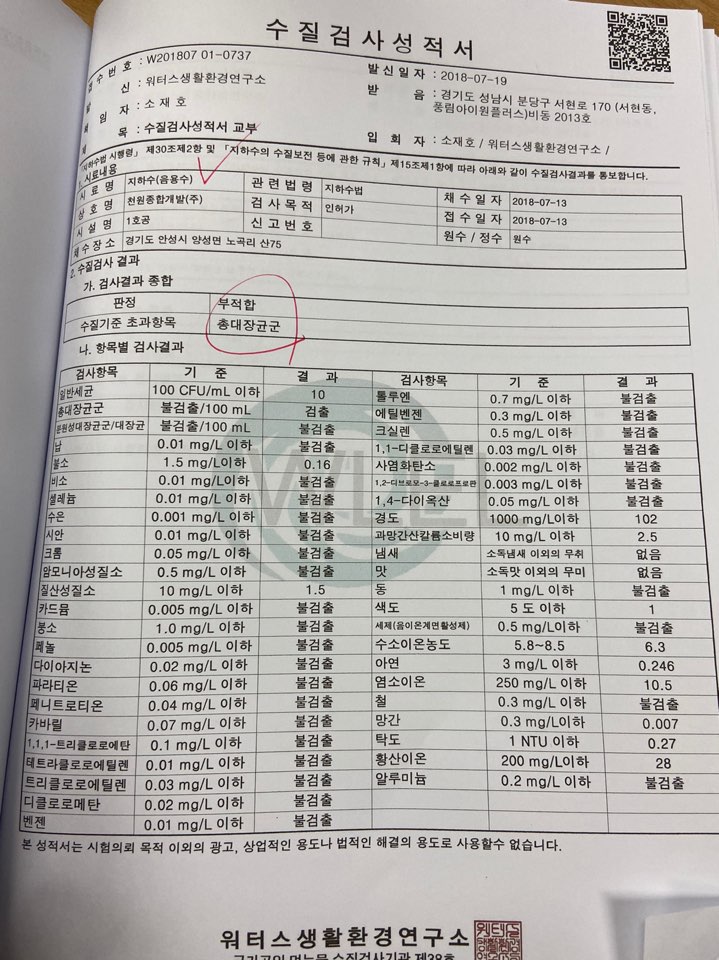 수질검사성적서
접수번호 : W201807 01-0737
발신일자 : 2018-07-19
발신 : 워터스생활환경연구소
받음 : 경기도 성남시 분당구 서현로 170 (서현동, 풍림아이원플러스)비동 2013호
책임자 : 소재호
제목 : 수질검사성적서 교부
입회자 : 소재호 / 워터스생활환경연구소 /
「지하수법 시행령」 제30조제2항 및 「지하수의 수질보전 등에 관한 규칙」제15조제1항에 따라 아래와 같이 수질검사결과를 통보합니다.
1. 시료내용
시료명 지하수(음용수) 관련법령 지하수법 채수일자 2018-07-13
상호명 천원종합개발(주) 검사목적 인허가 접수일자 2018-07-13
시설명 1호공 신고번호 원수/정수 원수
채수장소 경기도 안성시 양성면 노곡리 산75
2. 수질검사 결과
가. 검사결과 종합
판정 부적합
수질기준 초과항목 총대장균군
나. 항목별 검사결과
검사항목 기준 결과 검사항목 기준 결과
일반세균 100 CFU/mL 이하 10 톨루엔 0.7 mg/L 이하 불검출
총대장균군 불검출/100 mL 검출 에틸벤젠 0.3 mg/L 이하 불검출
분원성대장균군/대장균 불검출/100 mL 불검출 크실렌 0.5 mg/L 이하 불검출
납 0.01 mg/L 이하 불검출 1,1-디클로로에틸렌 0.03 mg/L 이하 불검출
불소 1.5 mg/L이하 0.16 사염화탄소 0.002 mg/L 이하 불검출
비소 0.01 mg/L 이하 불검출 1,2-디브로모-3-클로로프로판 0.003 mg/L 이하 불검출
셀레늄 0.01 mg/L 이하 불검출 1,4-다이옥산 0.05 mg/L 이하 불검출
수은 0.001 mg/L 이하 불검출 경도 1000 mg/L이하 102
시안 0.01 mg/L 이하 불검출 과망간산칼륨소비량 10 mg/L 이하 2.5
크롬 0.05 mg/L 이하 불검출 냄새 소독냄새 이외의 무취 없음
암모니아성질소 0.5 mg/L 이하 불검출 맛 소독맛 이외의 무미 없음
질산성질소 10 mg/L 이하 1.5 동 1 mg/L 이하 불검출
카드뮴 0.005 mg/L 이하 불검출 색도 5 도 이하 1
붕소 1.0 mg/L 이하 불검출 세제(음이온계면활성제) 0.5 mg/L이하 불검출
페놀 0.005 mg/L 이하 불검출 수소이온농도 5.8~8.5 6.3
다이아지논 0.02 mg/L 이하 불검출 아연 3 mg/L 이하 0.246
파라티온 0.06 mg/L 이하 불검출 염소이온 250 mg/L 이하 10.5
페니트로티온 0.04 mg/L 이하 불검출 철 0.3 mg/L 이하 불검출
카바릴 0.07 mg/L 이하 불검출 망간 0.3 mg/L이하 0.007
1,1,1-트리클로로에탄 0.1 mg/L 이하 불검출 탁도 1 NTU 이하 0.27
테트라클로로에틸렌 0.01 mg/L 이하 불검출 황산이온 200 mg/L이하 28
트리클로로에틸렌 0.03 mg/L 이하 불검출 알루미늄 0.2 mg/L 이하 불검출
디클로로메탄 0.02 mg/L 이하 불검출
벤젠 0.01 mg/L 이하 불검출
본 성적서는 시험의뢰 목적 이외의 광고, 상업적인 용도나 법적인 해결의 용도로 사용할수 없습니다.
워터스생활환경연구소
국가공인 먹는물 수질검사기관 제38호